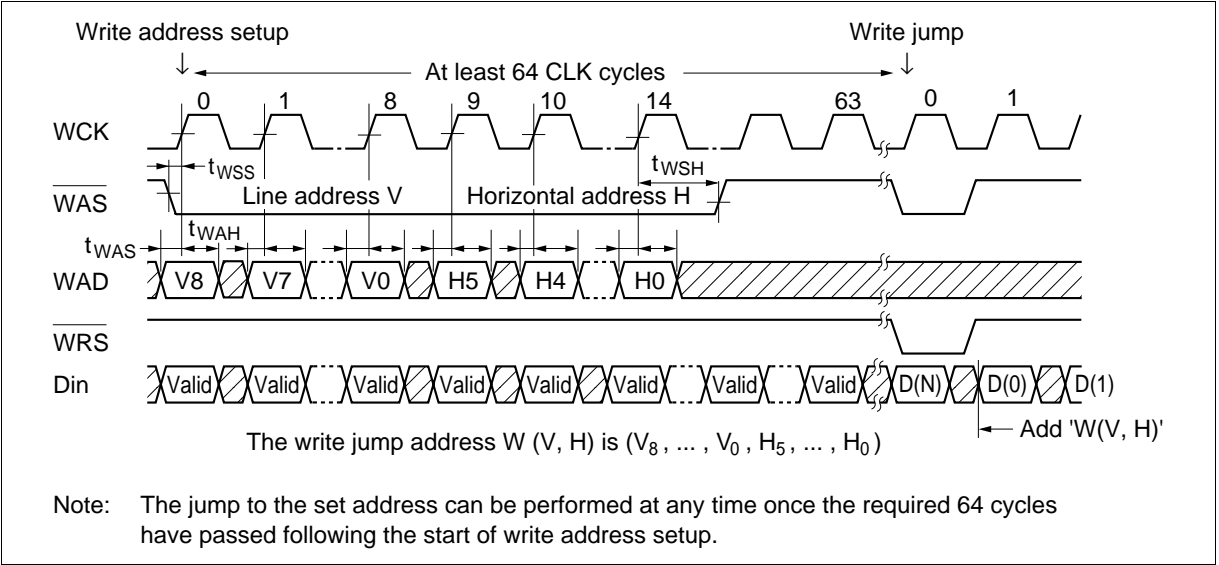 Write address setup Write jump
At least 64 CLK cycles
0 1 8 9 10 14 63 0 1
WCK
tWSS tWSH
WAS Line address V Horizontal address H
tWAS tWAH
WAD V8 V7 V0 H5 H4 H0
WRS
Din Valid Valid Valid Valid Valid Valid Valid Valid D(N) D(0) D(1)
The write jump address W (V, H) is (V8 , ... , V0 , H5 , ... , H0 ) Add 'W(V, H)'
Note: The jump to the set address can be performed at any time once the required 64 cycles
have passed following the start of write address setup.